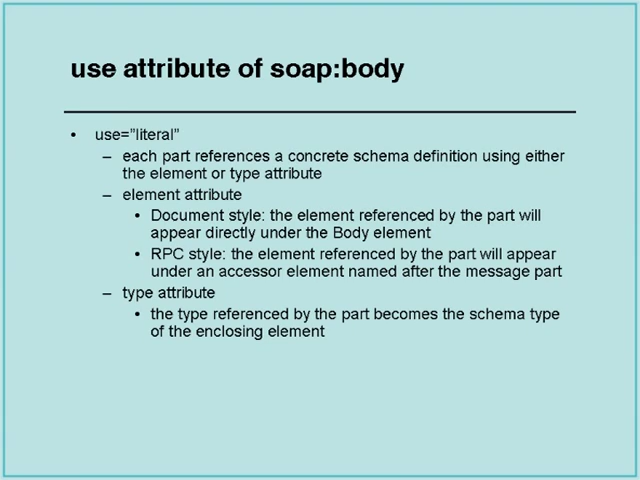 use attribute of soap:body
• use=”literal”
– each part references a concrete schema definition using either
the element or type attribute
– element attribute
• Document style: the element referenced by the part will
appear directly under the Body element
• RPC style: the element referenced by the part will appear
under an accessor element named after the message part
– type attribute
• the type referenced by the part becomes the schema type
of the enclosing element